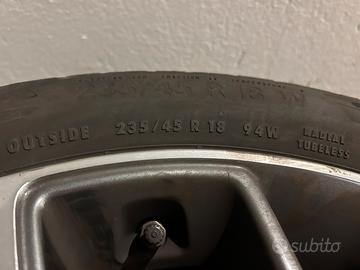 OUTSIDE 235/45 R 18 94W RADIAL
TUBELESS
subito